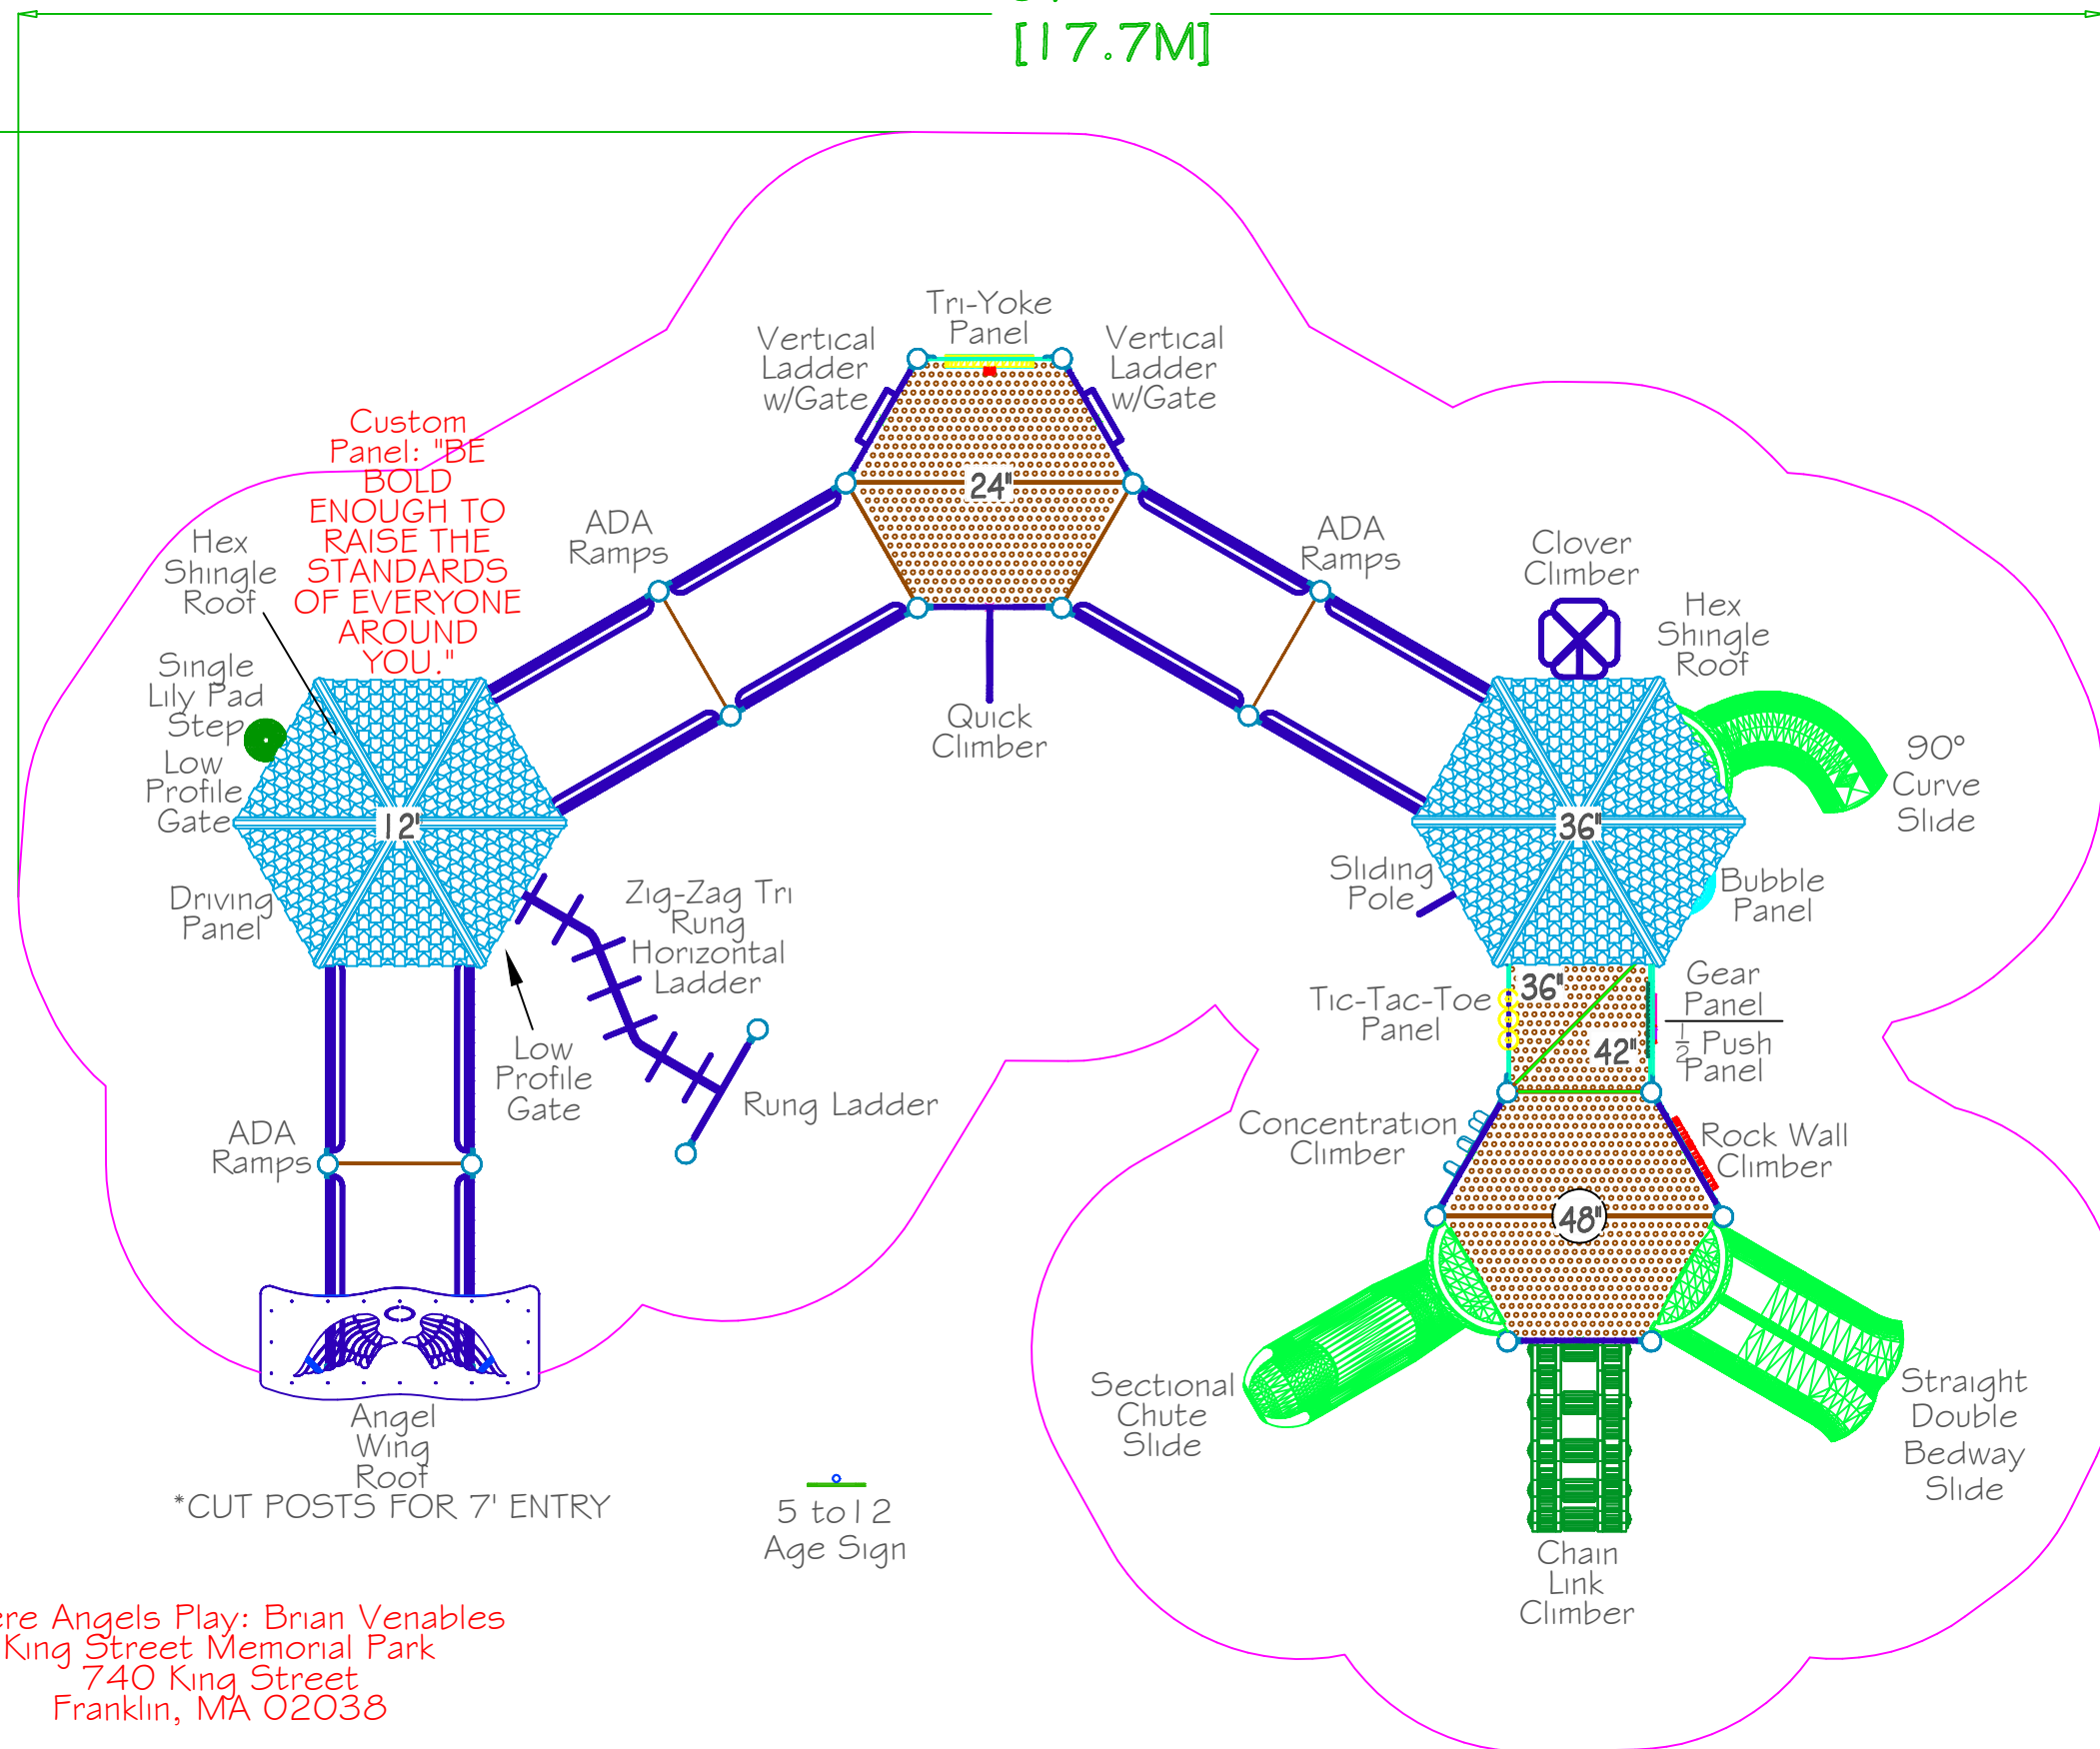 [17.7M]
Tri-Yoke
Panel
Vertical
Ladder
w/Gate
Vertical
Ladder
w/Gate
24"
Custom
Panel: "BE
BOLD
ENOUGH TO
RAISE THE
STANDARDS
OF EVERYONE
AROUND
YOU."
Hex
Shingle
Roof
ADA
Ramps
ADA
Ramps
Clover
Climber
Hex
Shingle
Roof
Single
Lily Pad
Step
Low
Profile
Gate
Quick
Climber
90°
Curve
Slide
12"
36"
Driving
Panel
Zig-Zag Tri
Rung
Horizontal
Ladder
Sliding
Pole
Bubble
Panel
36"
Tic-Tac-Toe
Panel
42"
Gear
Panel
1/2 Push
Panel
Low
Profile
Gate
Rung Ladder
ADA
Ramps
Concentration
Climber
Rock Wall
Climber
48"
Sectional
Chute
Slide
Straight
Double
Bedway
Slide
Angel
Wing
Roof
*CUT POSTS FOR 7' ENTRY
5 to12
Age Sign
Chain
Link
Climber
ere Angels Play: Brian Venables
King Street Memorial Park
740 King Street
Franklin, MA 02038